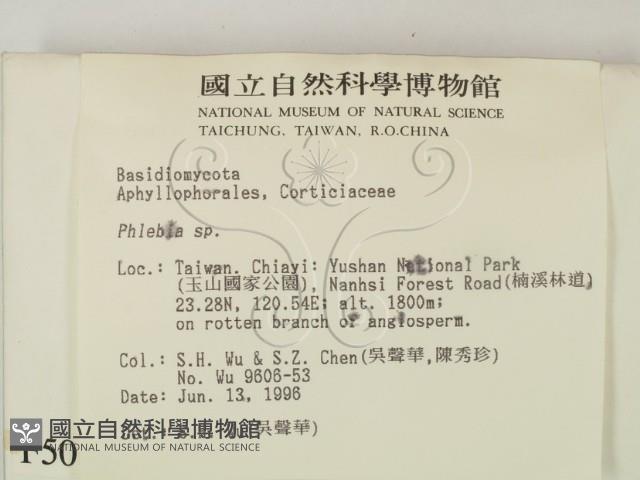 國立自然科學博物館
NATIONAL MUSEUM OF NATURAL SCIENCE
TAICHUNG, TAIWAN, R.O.CHINA
Basidiomycota
Aphyllophorales, Corticiaceae
Phlebia sp.
Loc.: Taiwan. Chiayi: Yushan National Park
(玉山國家公園), Nanhsi Forest Road(楠溪林道)
23.28N, 120.54E; alt. 1800m;
on rotten branch of angiosperm.
Col.: S.H. Wu & S.Z. Chen(吳聲華,陳秀珍)
No. Wu 9606-53
Date: Jun. 13, 1996
吳聲華)
國立自然科學博物館
NATIONAL MUSEUM OF NATURAL SCIENCE
F50